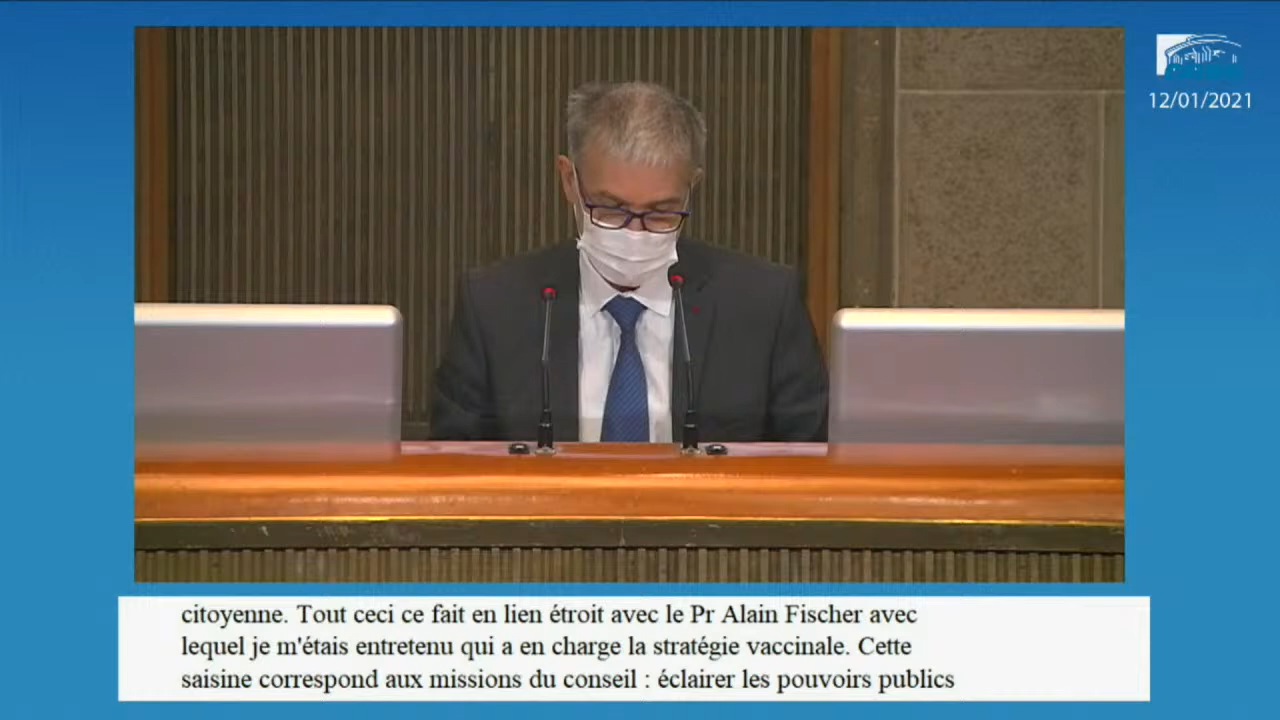 12/01/2021
citoyenne. Tout ceci ce fait en lien étroit avec le Pr Alain Fischer avec
lequel je m'étais entretenu qui a en charge la stratégie vaccinale. Cette
saisine correspond aux missions du conseil : éclairer les pouvoirs publics